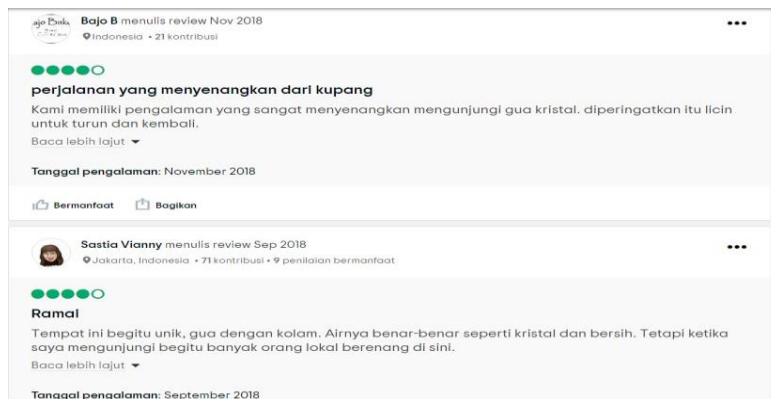 Bajo B menulis review Nov 2018
Indonesia • 21 kontribusi
perjalanan yang menyenangkan dari kupang
Kami memiliki pengalaman yang sangat menyenangkan mengunjungi gua kristal. diperingatkan itu licin
untuk turun dan kembali.
Baca lebih lajut
Tanggal pengalaman: November 2018
Bermanfaat Bagikan
Sastia Vianny menulis review Sep 2018
Jakarta, Indonesia • 71 kontribusi • 9 penilaian bermanfaat
Ramai
Tempat ini begitu unik, gua dengan kolam. Airnya benar-benar seperti kristal dan bersih. Tetapi ketika
saya mengunjungi begitu banyak orang lokal berenang di sini.
Baca lebih lajut
Tanggal pengalaman: September 2018